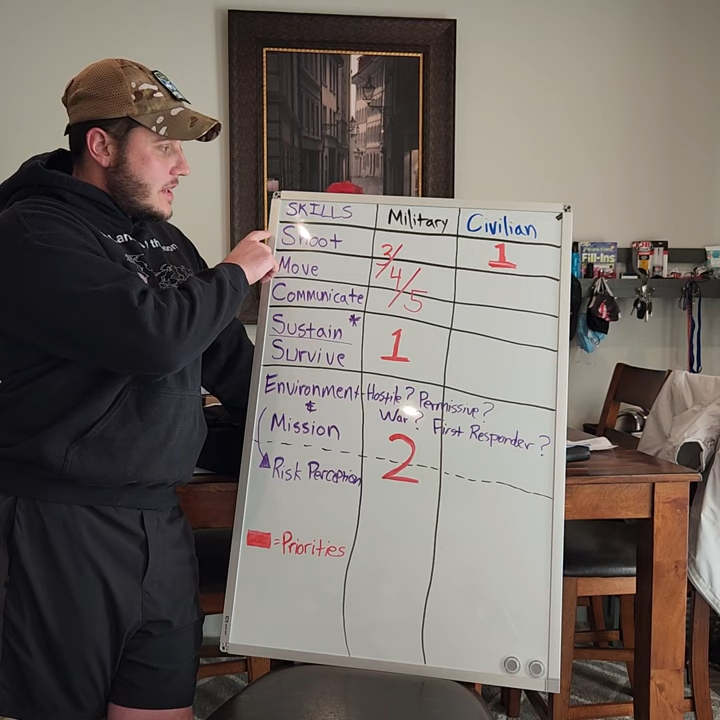 SKILLS Military Civilian
Shoot 3/4/5 1
Move
Communicate
Sustain *
Survive 1
Environment - Hostile? Permissive?
& War? First Responder?
Mission 2
Risk Perception
= Priorities
Fill-Ins